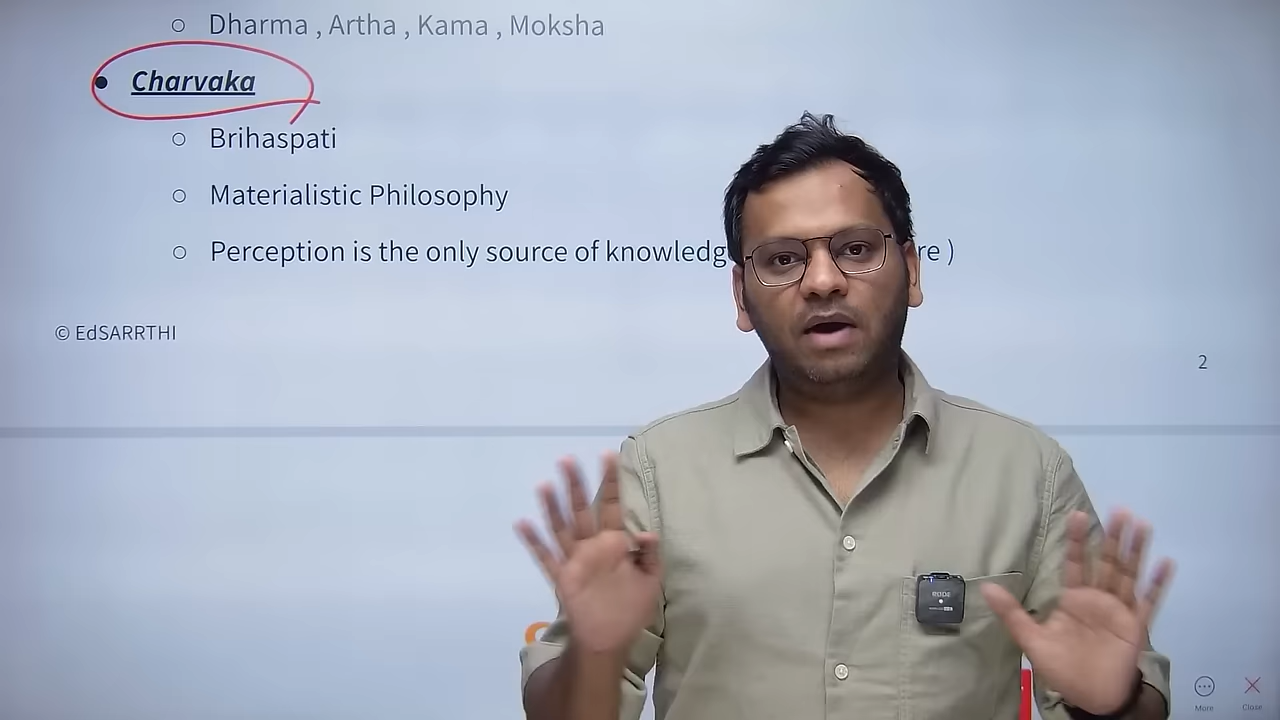 Dharma , Artha , Kama , Moksha
Charvaka
Brihaspati
Materialistic Philosophy
Perception is the only source of re )
© EdSARRTHI
2
RODE
More
Close